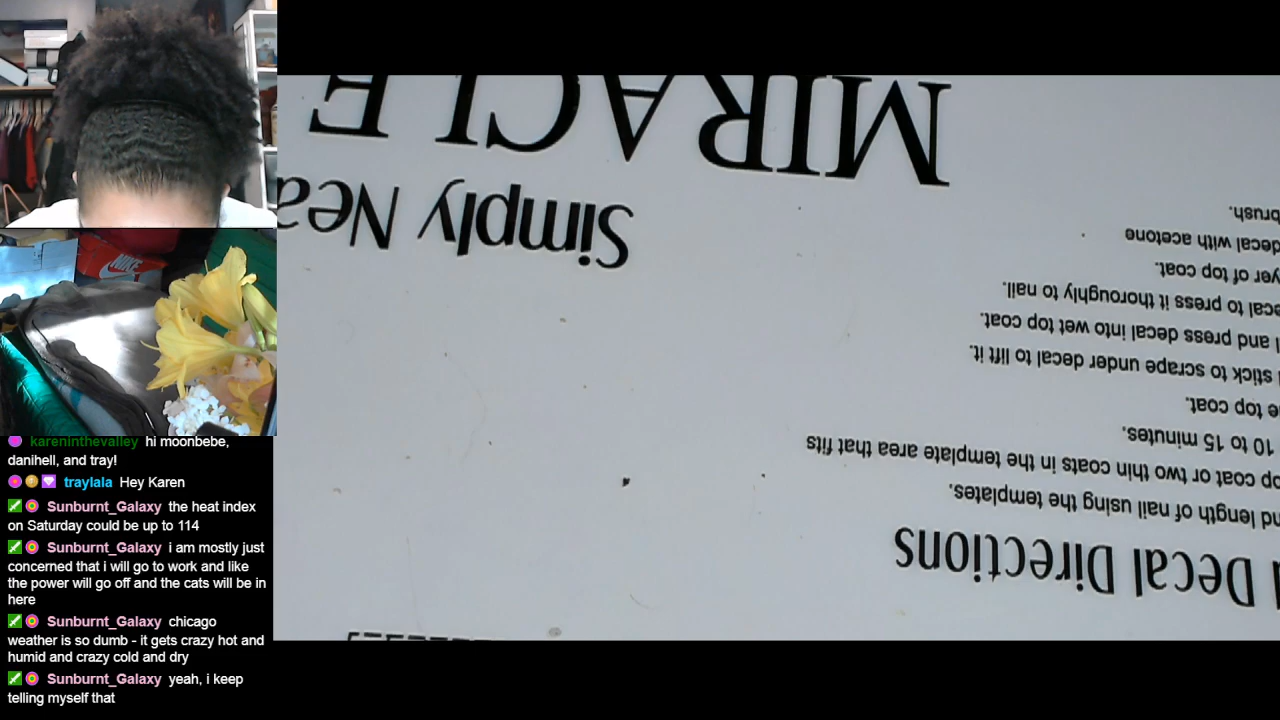 kareninthevalley hi moonbebe,
danihell, and tray!
traylala Hey Karen
Sunburnt_Galaxy the heat index
on Saturday could be up to 114
Sunburnt_Galaxy i am mostly just
concerned that i will go to work and like
the power will go off and the cats will be in
here
Sunburnt_Galaxy chicago
weather is so dumb - it gets crazy hot and
humid and crazy cold and dry
Sunburnt_Galaxy yeah, i keep
telling myself that
Decal Directions
length of nail using the templates.
top coat or two thin coats in the template area that fits
10 to 15 minutes.
top coat.
stick to scrape under decal to lift it.
and press decal into wet top coat.
decal to press it thoroughly to nail.
layer of top coat.
decal with acetone
brush.
Simply
MIRACLE